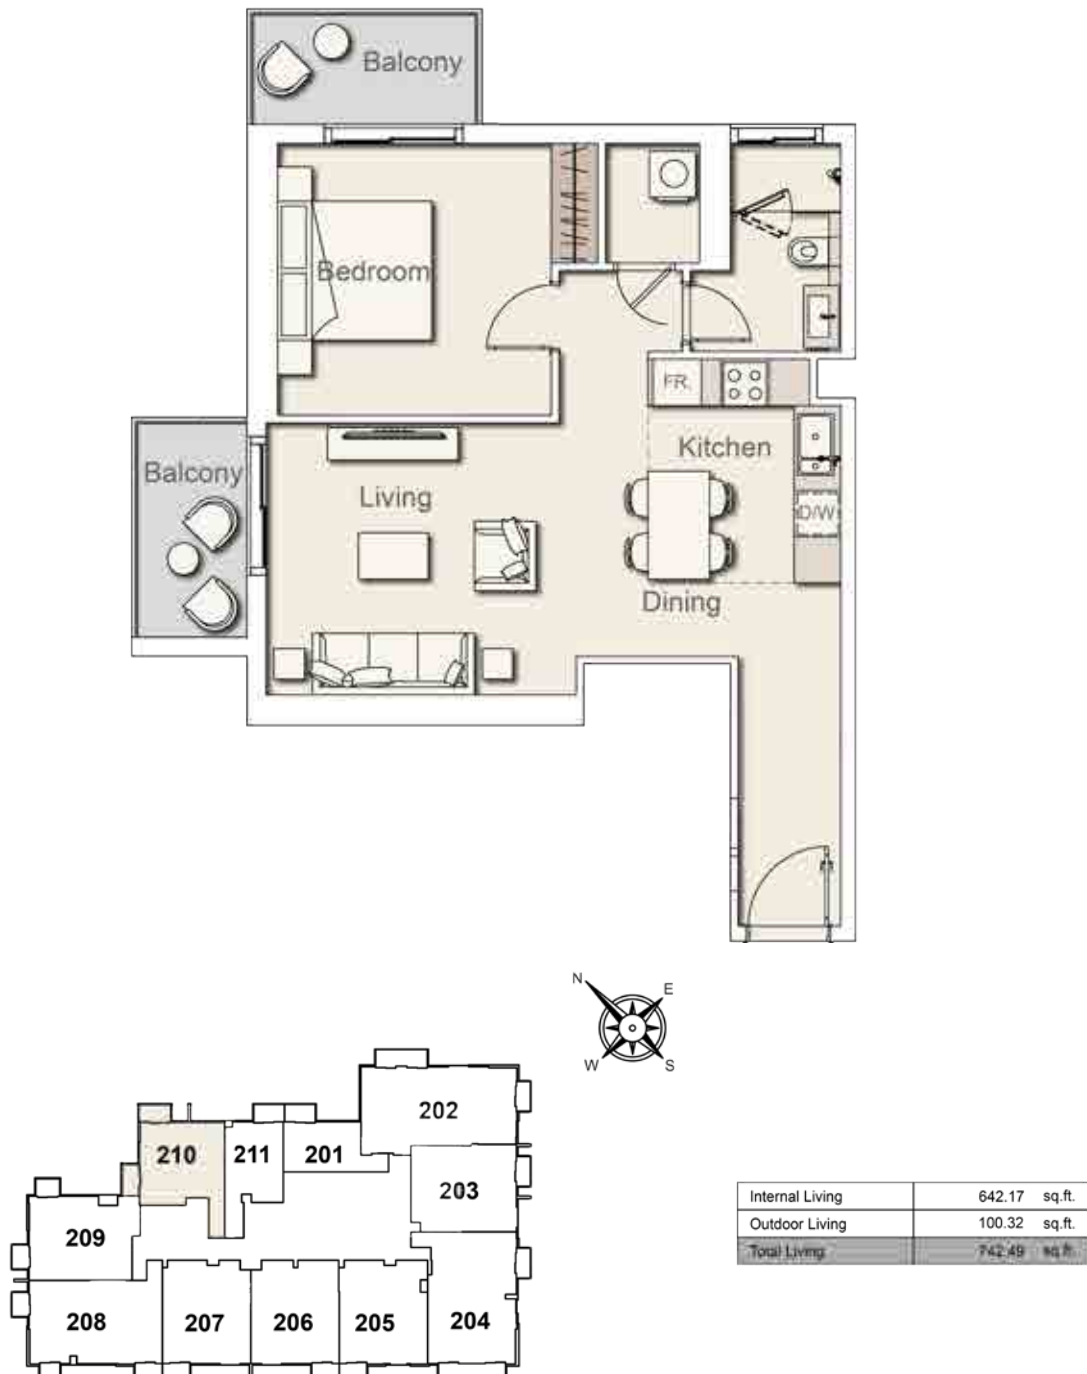 Balcony
Bedroom
FR.
Kitchen
Balcony
Living
D/W
Dining
N
E
W
S
202
210
211
201
203
209
208
207
206
205
204
Internal Living 642.17 sq.ft.
Outdoor Living 100.32 sq.ft.
Total Living 742.49 sq.ft.